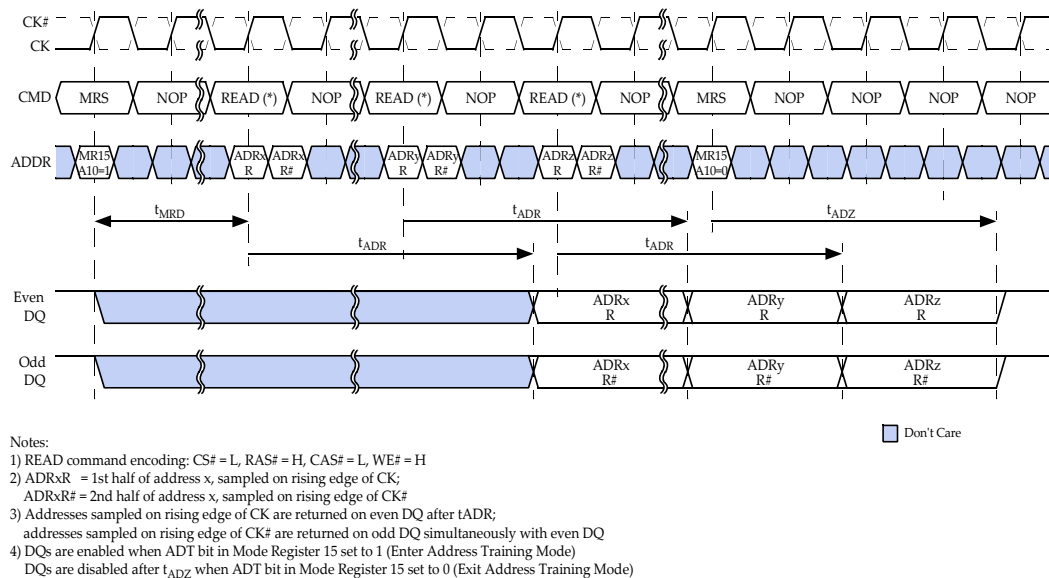 CK#
CK
CMD MRS NOP READ (*) NOP READ (*) NOP READ (*) NOP MRS NOP NOP NOP NOP
ADDR MR15 A10=1 ADRx R ADRx R# ADRy R ADRy R# ADRz R ADRz R# MR15 A10=0
tMRD tADR tADZ
tADR tADR
Even DQ ADRx R ADRy R ADRz R
Odd DQ ADRx R# ADRy R# ADRz R#
Don't Care
Notes:
1) READ command encoding: CS# = L, RAS# = H, CAS# = L, WE# = H
2) ADRxR = 1st half of address x, sampled on rising edge of CK;
ADRxR# = 2nd half of address x, sampled on rising edge of CK#
3) Addresses sampled on rising edge of CK are returned on even DQ after tADR;
addresses sampled on rising edge of CK# are returned on odd DQ simultaneously with even DQ
4) DQs are enabled when ADT bit in Mode Register 15 set to 1 (Enter Address Training Mode)
DQs are disabled after tADZ when ADT bit in Mode Register 15 set to 0 (Exit Address Training Mode)